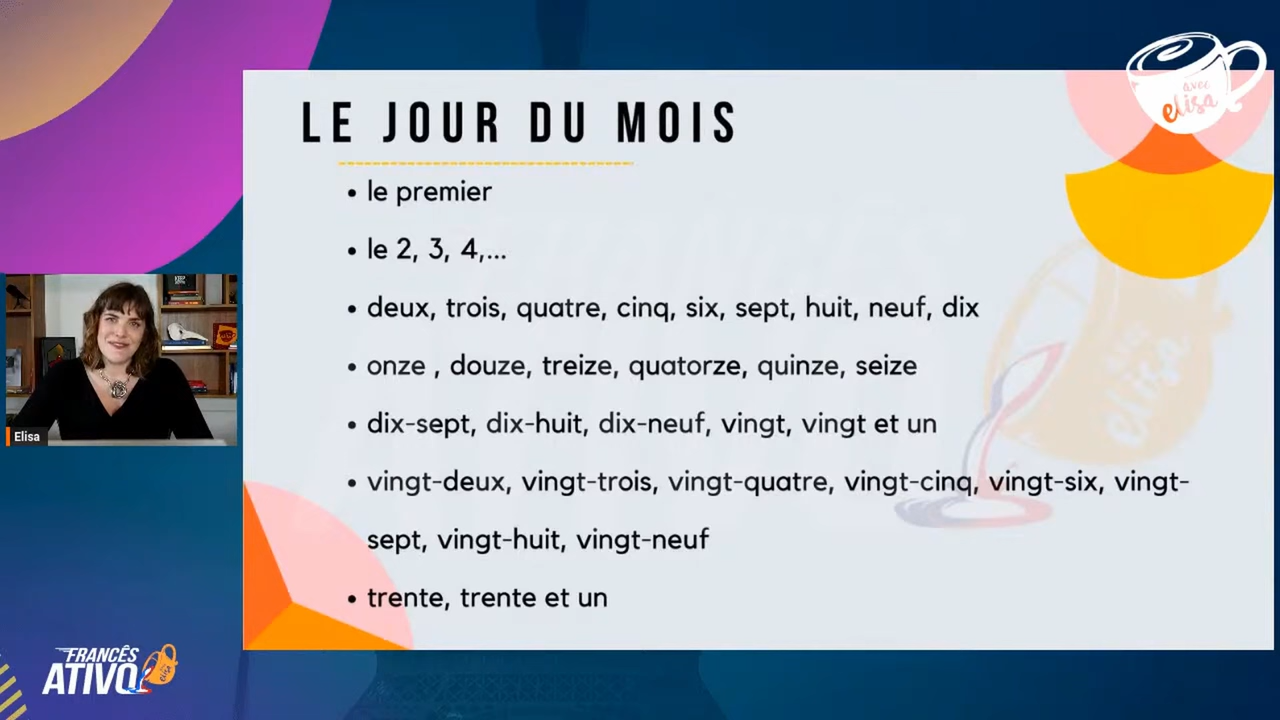 LE JOUR DU MOIS
• le premier
• le 2, 3, 4,...
• deux, trois, quatre, cinq, six, sept, huit, neuf, dix
• onze , douze, treize, quatorze, quinze, seize
• dix-sept, dix-huit, dix-neuf, vingt, vingt et un
• vingt-deux, vingt-trois, vingt-quatre, vingt-cinq, vingt-six, vingt-
sept, vingt-huit, vingt-neuf
• trente, trente et un
avec
elisa
Elisa
FRANCÊS
ATIVO
elisa